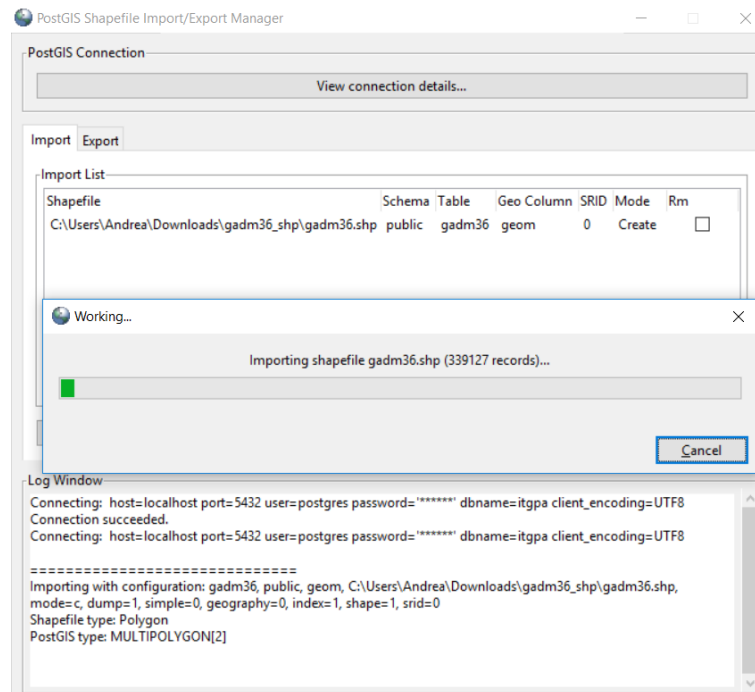 PostGIS Shapefile Import/Export Manager
PostGIS Connection
View connection details...
Import Export
Import List
Shapefile Schema Table Geo Column SRID Mode Rm
C:\Users\Andrea\Downloads\gadm36_shp\gadm36.shp public gadm36 geom 0 Create
Working...
Importing shapefile gadm36.shp (339127 records)...
Cancel
Log Window
Connecting:  host=localhost port=5432 user=postgres password='******' dbname=itgpa client_encoding=UTF8
Connection succeeded.
Connecting:  host=localhost port=5432 user=postgres password='******' dbname=itgpa client_encoding=UTF8
==============================
Importing with configuration: gadm36, public, geom, C:\Users\Andrea\Downloads\gadm36_shp\gadm36.shp,
mode=c, dump=1, simple=0, geography=0, index=1, shape=1, srid=0
Shapefile type: Polygon
PostGIS type: MULTIPOLYGON[2]